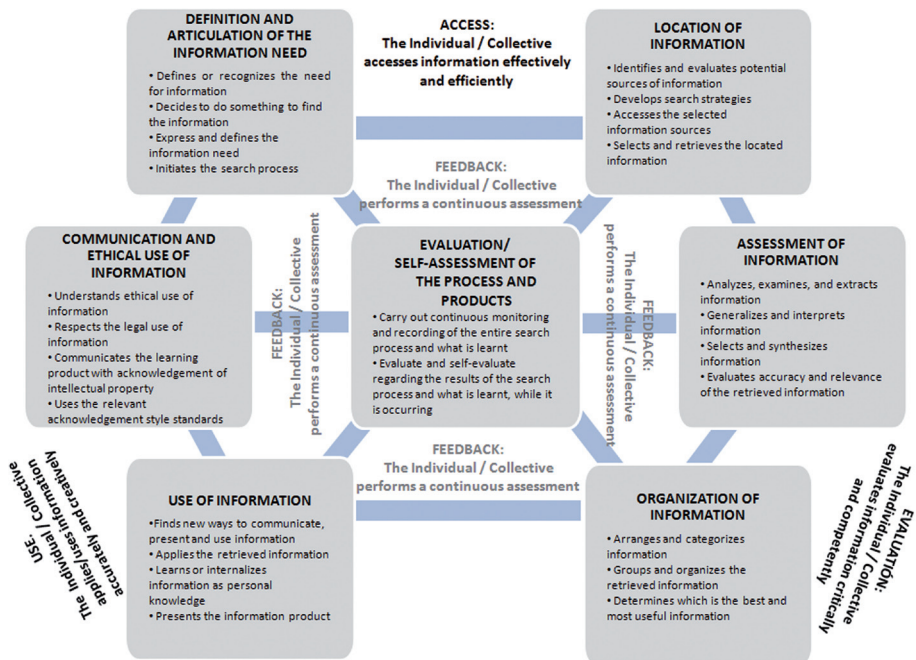 DEFINITION AND
ARTICULATION OF THE
INFORMATION NEED
• Defines or recognizes the need
for information
• Decides to do something to find
the information
• Express and defines the
information need
• Initiates the search process
ACCESS:
The Individual / Collective
accesses information effectively
and efficiently
LOCATION OF
INFORMATION
• Identifies and evaluates potential
sources of information
• Develops search strategies
• Accesses the selected
information sources
• Selects and retrieves the located
information
FEEDBACK:
The Individual / Collective
performs a continuous assessment
COMMUNICATION AND
ETHICAL USE OF
INFORMATION
• Understands ethical use of
information
• Respects the legal use of
information
• Communicates the learning
product with acknowledgement of
intellectual property
• Uses the relevant
acknowledgement style standards
FEEDBACK:
The Individual / Collective
performs a continuous assessment
EVALUATION/
SELF-ASSESSMENT OF
THE PROCESS AND
PRODUCTS
• Carry out continuous monitoring
and recording of the entire search
process and what is learnt
• Evaluate and self-evaluate
regarding the results of the search
process and what is learnt, while it
is occurring
FEEDBACK:
The Individual / Collective
performs a continuous assessment
ASSESSMENT OF
INFORMATION
• Analyzes, examines, and extracts
information
• Generalizes and interprets
information
• Selects and synthesizes
information
• Evaluates accuracy and relevance
of the retrieved information
FEEDBACK:
The Individual / Collective
performs a continuous assessment
USE.
The Individual / Collective
applies/uses information
accurately and creatively
USE OF INFORMATION
•Finds new ways to communicate,
present and use information
• Applies the retrieved information
• Learns or internalizes
information as personal
knowledge
• Presents the information product
ORGANIZATION OF
INFORMATION
• Arranges and categorizes
information
• Groups and organizes the
retrieved information
• Determines which is the best and
most useful information
EVALUATIÓN:
The Individual / Collective
evaluates information critically
and competently